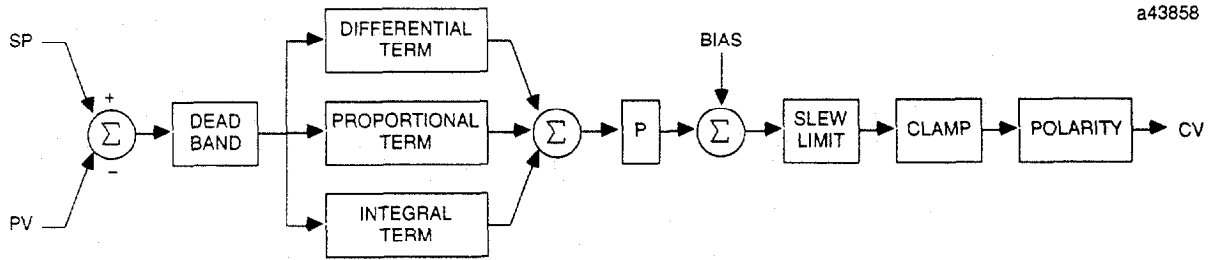 a43858
SP
+
Σ
−
PV
DEAD
BAND
DIFFERENTIAL
TERM
PROPORTIONAL
TERM
INTEGRAL
TERM
Σ
P
BIAS
Σ
SLEW
LIMIT
CLAMP
POLARITY
CV